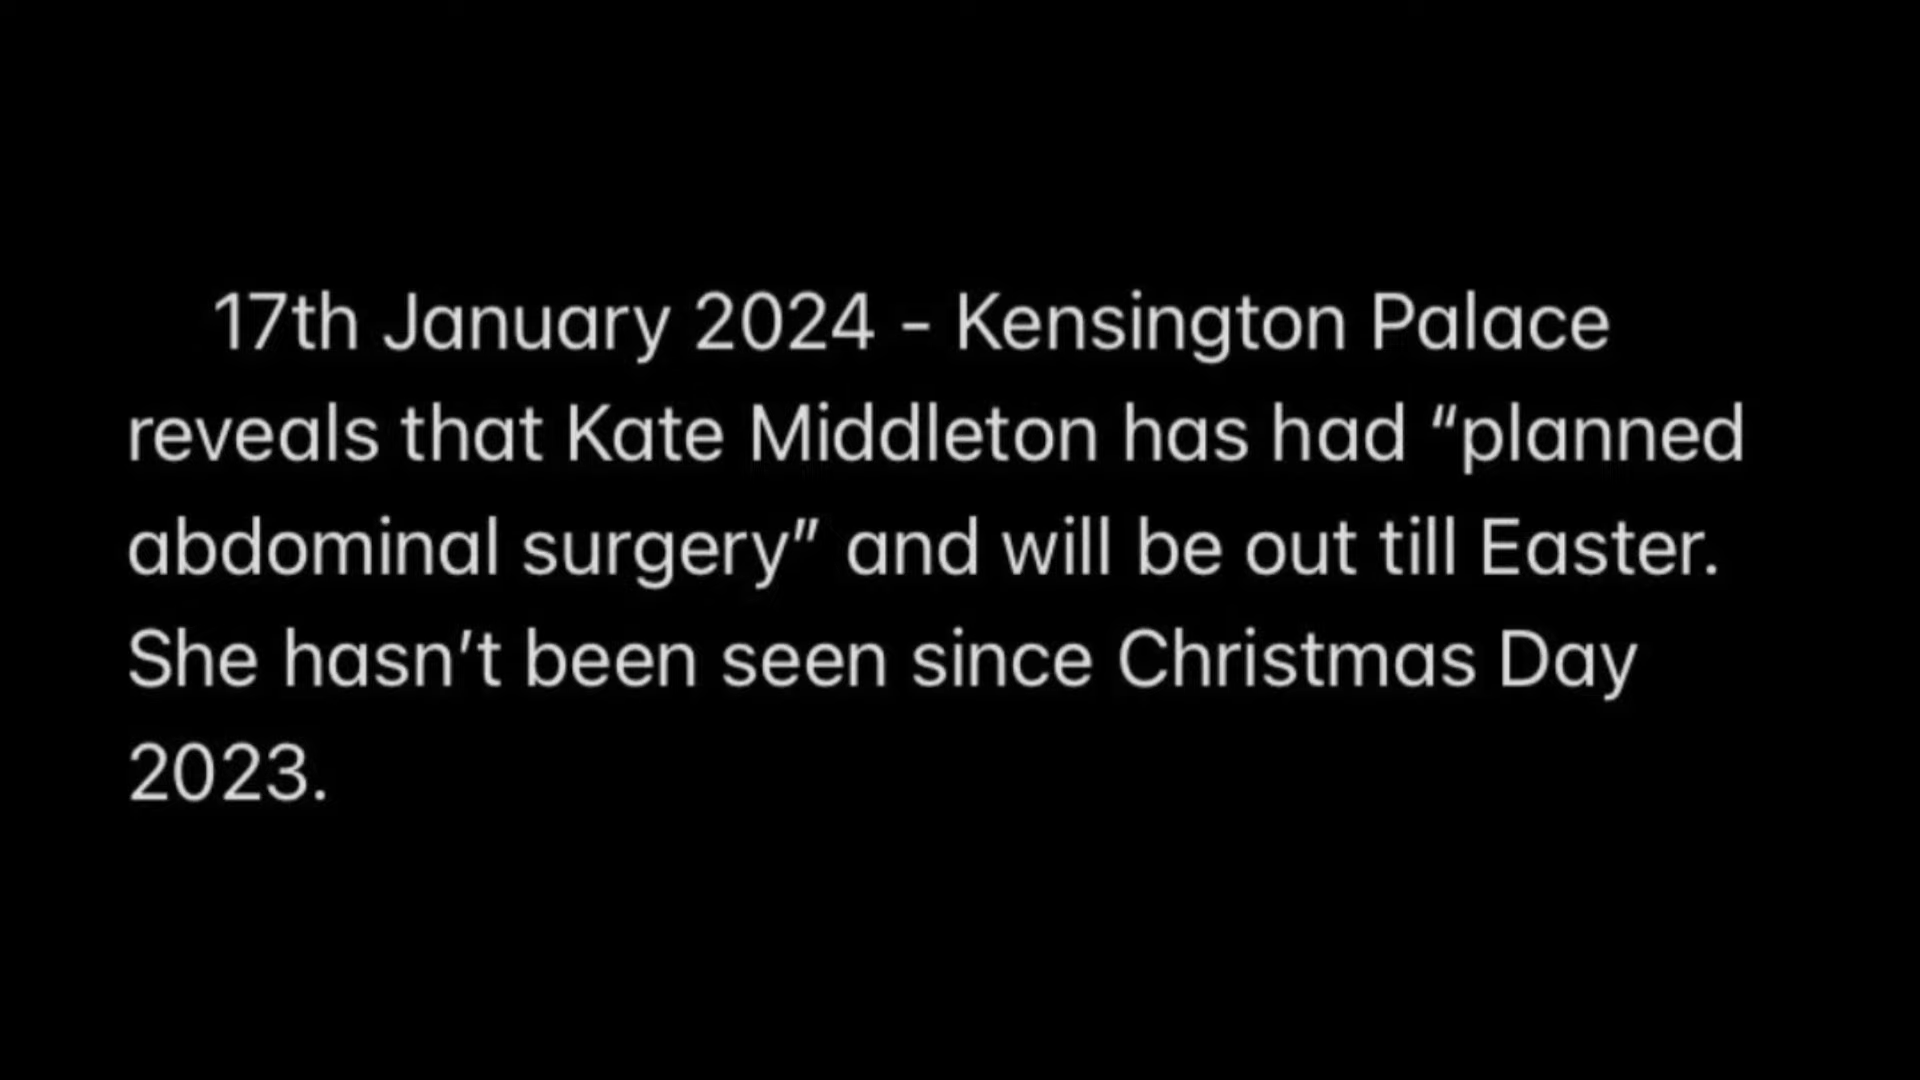 17th January 2024 - Kensington Palace
reveals that Kate Middleton has had “planned
abdominal surgery” and will be out till Easter.
She hasn’t been seen since Christmas Day
2023.